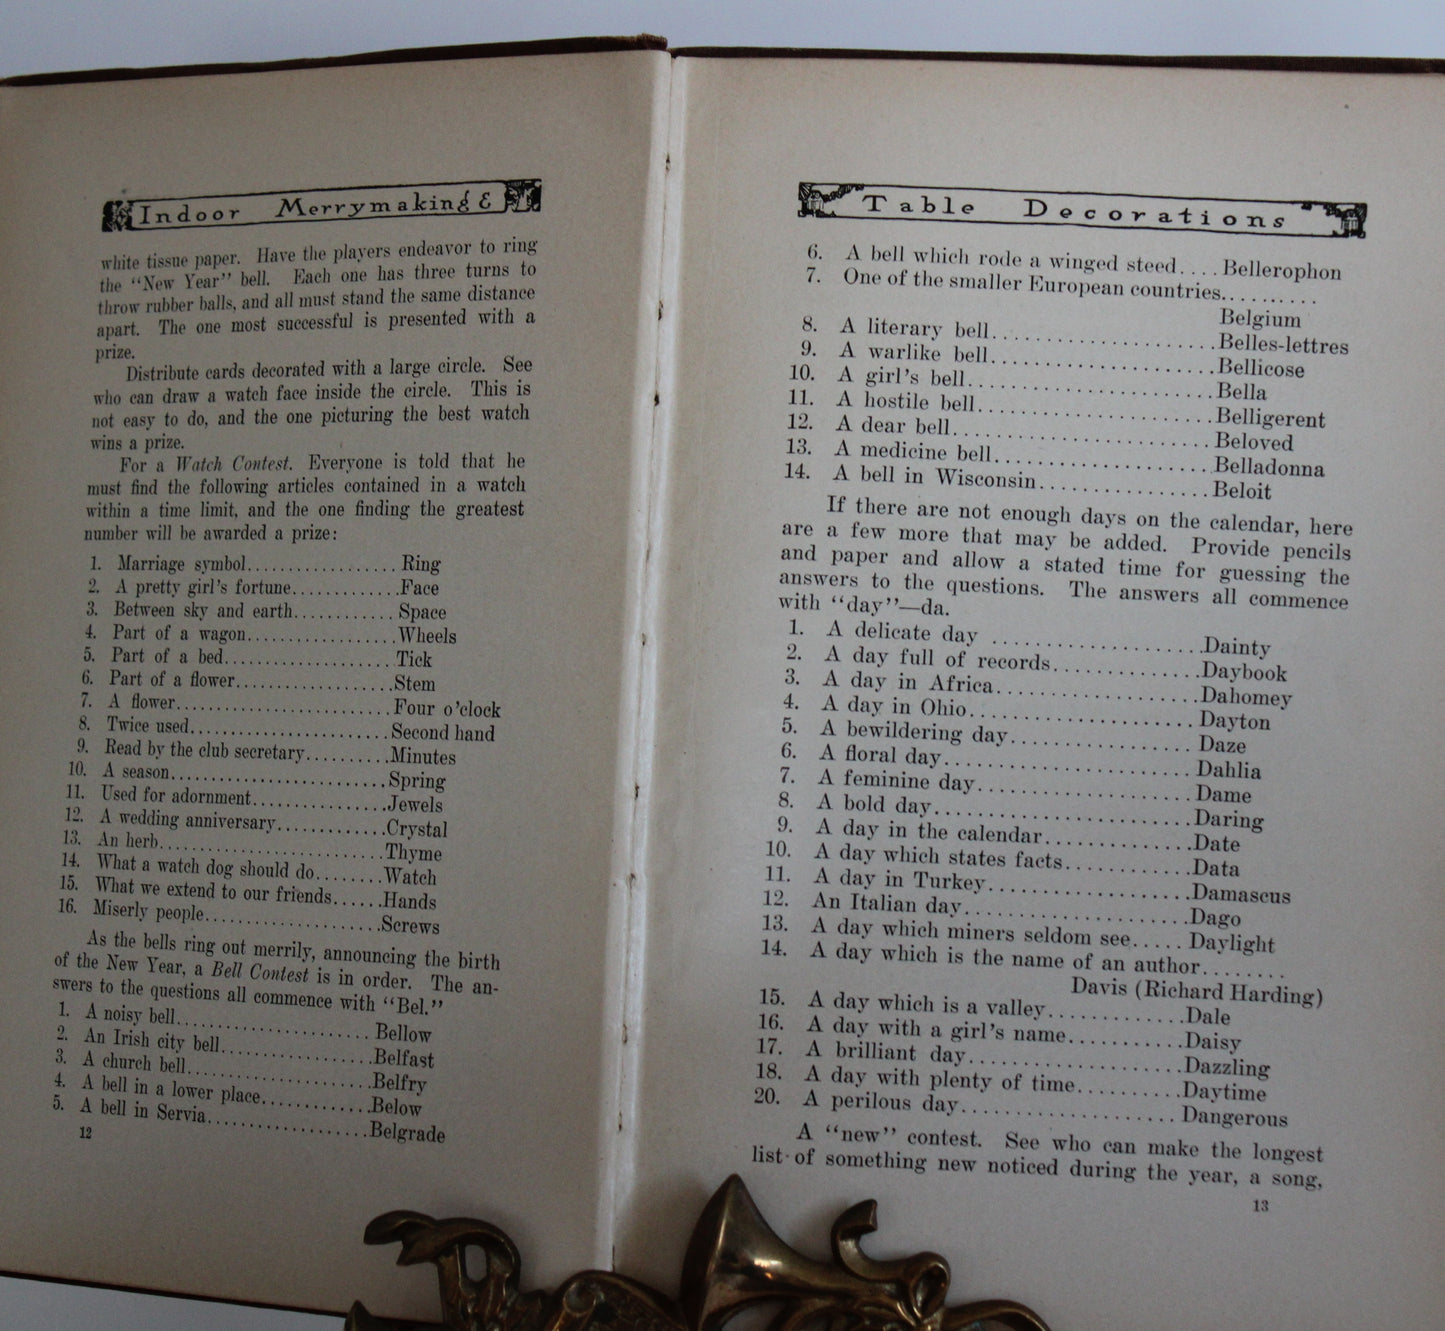 Indoor Merrymaking &
white tissue paper. Have the players endeavor to ring
the "New Year" bell. Each one has three turns to
throw rubber balls, and all must stand the same distance
apart. The one most successful is presented with a
prize.
Distribute cards decorated with a large circle. See
who can draw a watch face inside the circle. This is
not easy to do, and the one picturing the best watch
wins a prize.
For a Watch Contest. Everyone is told that he
must find the following articles contained in a watch
within a time limit, and the one finding the greatest
number will be awarded a prize:
1. Marriage symbol................. Ring
2. A pretty girl's fortune.............Face
3. Between sky and earth............ Space
4. Part of a wagon.................Wheels
5. Part of a bed................... Tick
6. Part of a flower..................Stem
7. A flower.........................Four o'clock
8. Twice used.......................Second hand
9. Read by the club secretary..........Minutes
10. A season.........................Spring
11. Used for adornment................Jewels
12. A wedding anniversary.............Crystal
13. An herb..........................Thyme
14. What a watch dog should do........Watch
15. What we extend to our friends......Hands
16. Miserly people....................Screws
As the bells ring out merrily, announcing the birth
of the New Year, a Bell Contest is in order. The an-
swers to the questions all commence with "Bel."
1. A noisy bell..................... Bellow
2. An Irish city bell.................Belfast
3. A church bell.....................Belfry
4. A bell in a lower place.............Below
5. A bell in Servia...................Belgrade
12
Table Decorations
6. A bell which rode a winged steed.... Bellerophon
7. One of the smaller European countries..........
Belgium
8. A literary bell.......................Belles-lettres
9. A warlike bell.......................Bellicose
10. A girl's bell.........................Bella
11. A hostile bell........................Belligerent
12. A dear bell..........................Beloved
13. A medicine bell......................Belladonna
14. A bell in Wisconsin................Beloit
If there are not enough days on the calendar, here
are a few more that may be added. Provide pencils
and paper and allow a stated time for guessing the
answers to the questions. The answers all commence
with "day"—da.
1. A delicate day ....................Dainty
2. A day full of records..............Daybook
3. A day in Africa...................Dahomey
4. A day in Ohio..................... Dayton
5. A bewildering day................. Daze
6. A floral day....................... Dahlia
7. A feminine day.................... Dame
8. A bold day........................Daring
9. A day in the calendar..............Date
10. A day which states facts............Data
11. A day in Turkey...................Damascus
12. An Italian day.....................Dago
13. A day which miners seldom see..... Daylight
14. A day which is the name of an author........
Davis (Richard Harding)
15. A day which is a valley.............Dale
16. A day with a girl's name...........Daisy
17. A brilliant day.....................Dazzling
18. A day with plenty of time..........Daytime
20. A perilous day.................... Dangerous
A "new" contest. See who can make the longest
list of something new noticed during the year, a song,
13